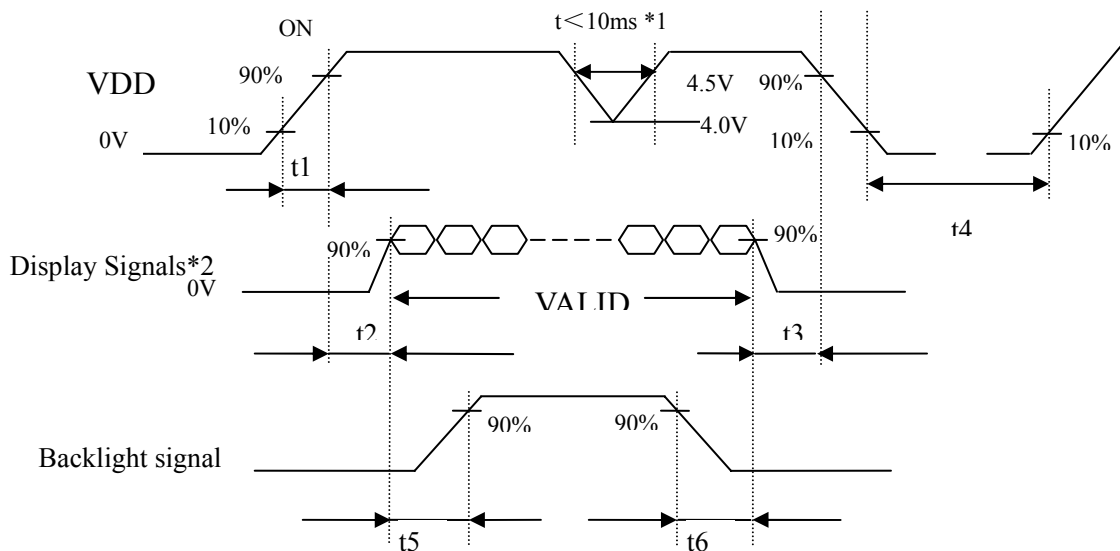 t<10ms *1
ON
90%
4.5V
90%
VDD
10%
4.0V
10%
10%
0V
t1
t4
90%
90%
Display Signals*2
0V
VALID
t2
t3
90%
90%
Backlight signal
t5
t6